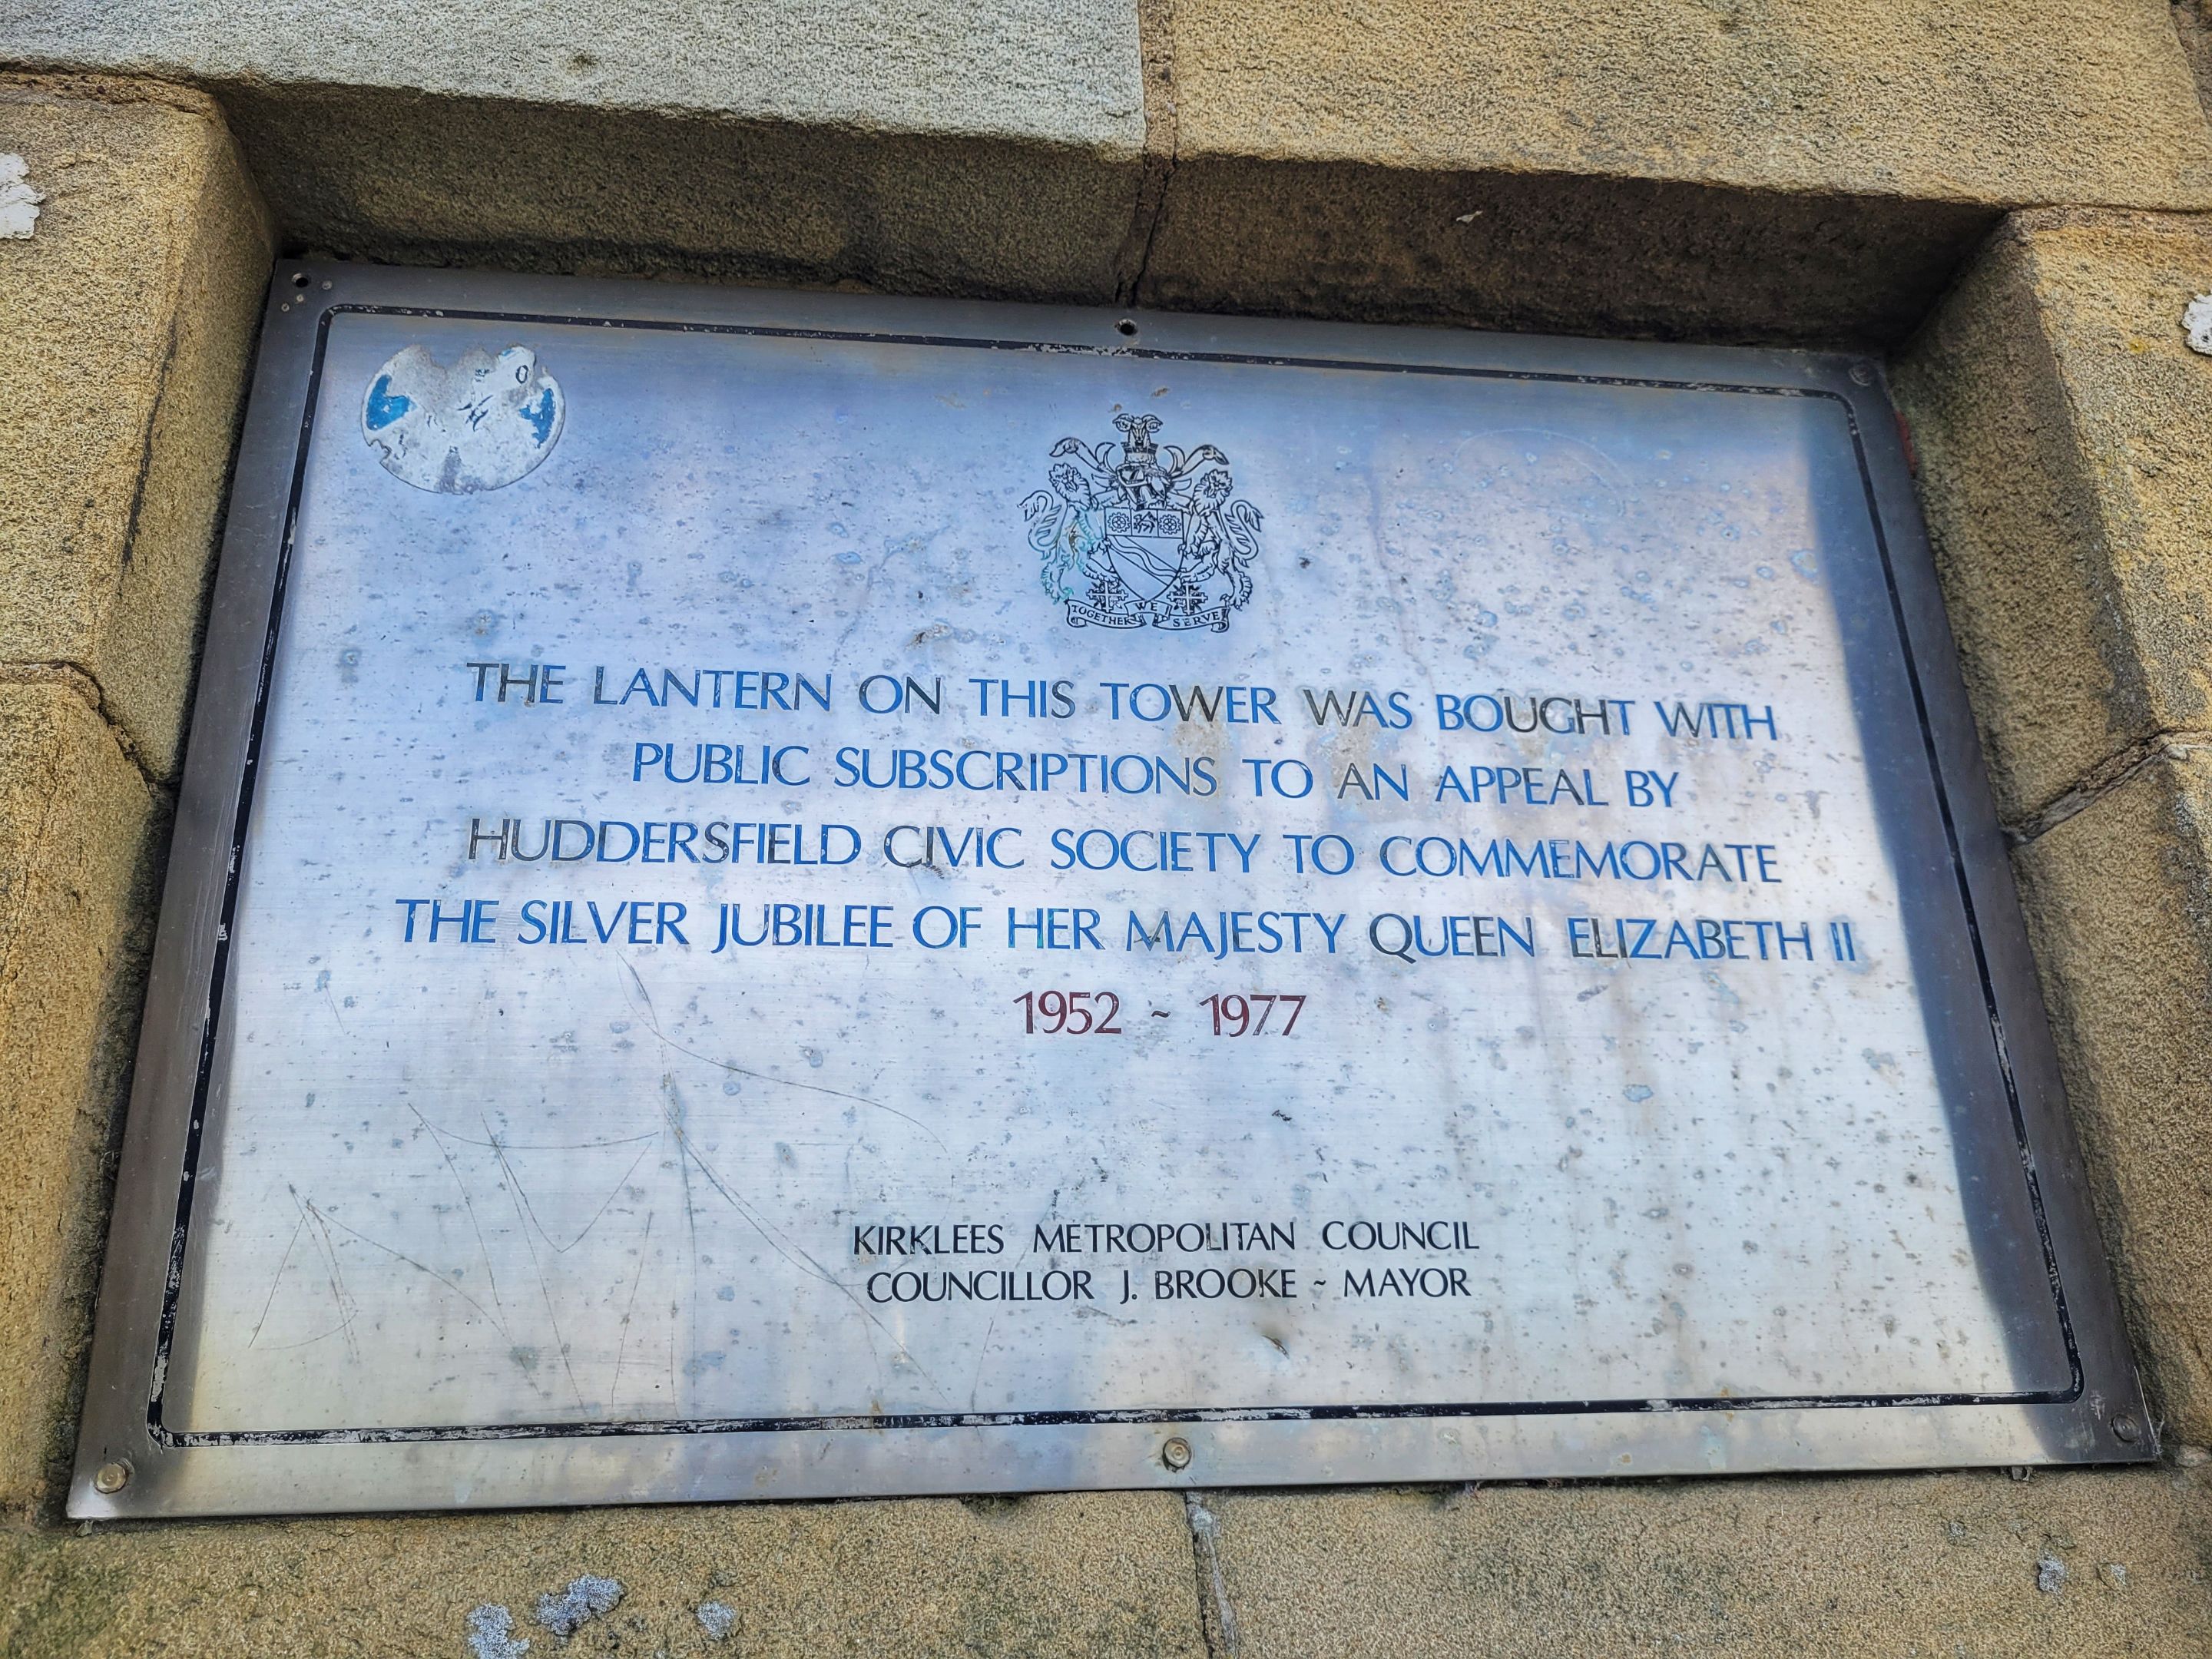 TOGETHER WE SERVE
THE LANTERN ON THIS TOWER WAS BOUGHT WITH
PUBLIC SUBSCRIPTIONS TO AN APPEAL BY
HUDDERSFIELD CIVIC SOCIETY TO COMMEMORATE
THE SILVER JUBILEE OF HER MAJESTY QUEEN ELIZABETH II
1952 ~ 1977
KIRKLEES METROPOLITAN COUNCIL
COUNCILLOR J. BROOKE ~ MAYOR